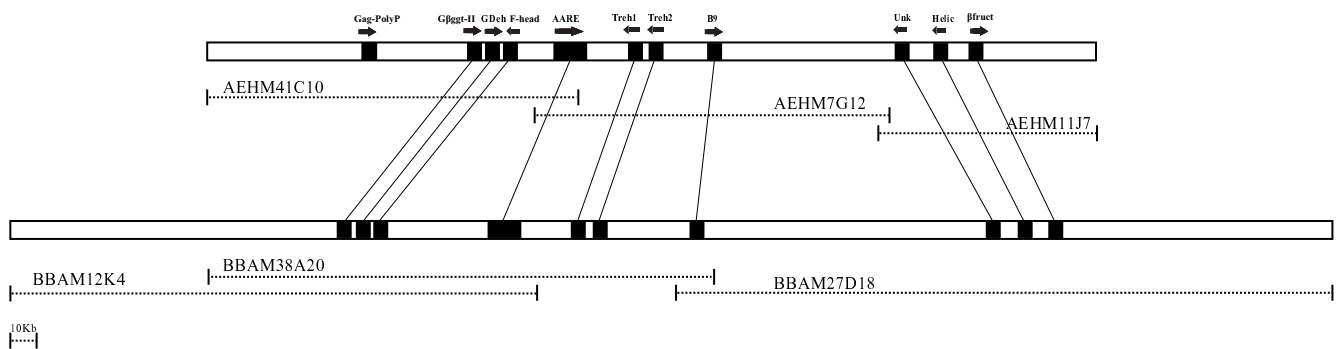 Gag-PolyP Gβggt-II GDeh F-head AARE Treh1 Treh2 B9 Unk Helic βfruct
AEHM41C10
AEHM7G12
AEHM11J7
BBAM38A20
BBAM12K4
BBAM27D18
10Kb